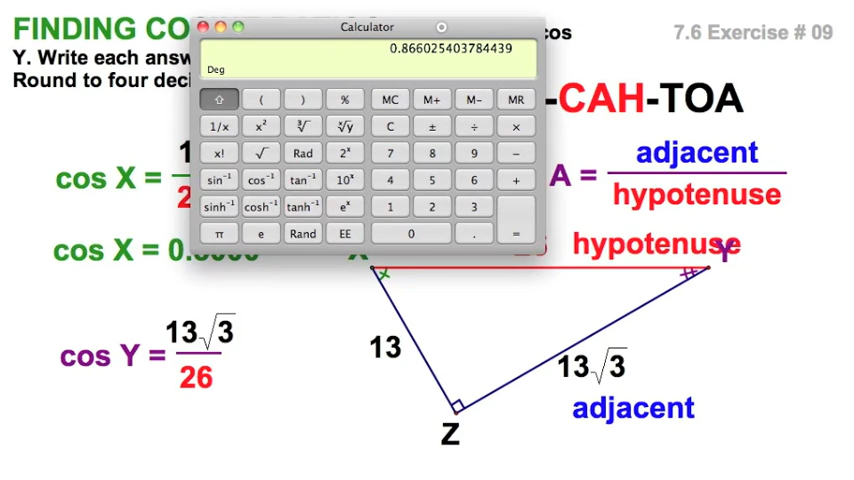 FINDING CO
cos
7.6 Exercise # 09
Y. Write each answ
Round to four deci
-CAH-TOA
Calculator
0.866025403784439
Deg
⇧ ( ) % MC M+ M− MR
1/x x² ³√ ˣ√y C ± ÷ ×
x! √ Rad 2ˣ 7 8 9 −
sin⁻¹ cos⁻¹ tan⁻¹ 10ˣ 4 5 6 +
sinh⁻¹ cosh⁻¹ tanh⁻¹ eˣ 1 2 3
π e Rand EE 0 . =
cos X =
A = adjacent
hypotenuse
cos X = 0.
hypotenuse
Y
13
13√3
adjacent
Z
cos Y = 13√3
26